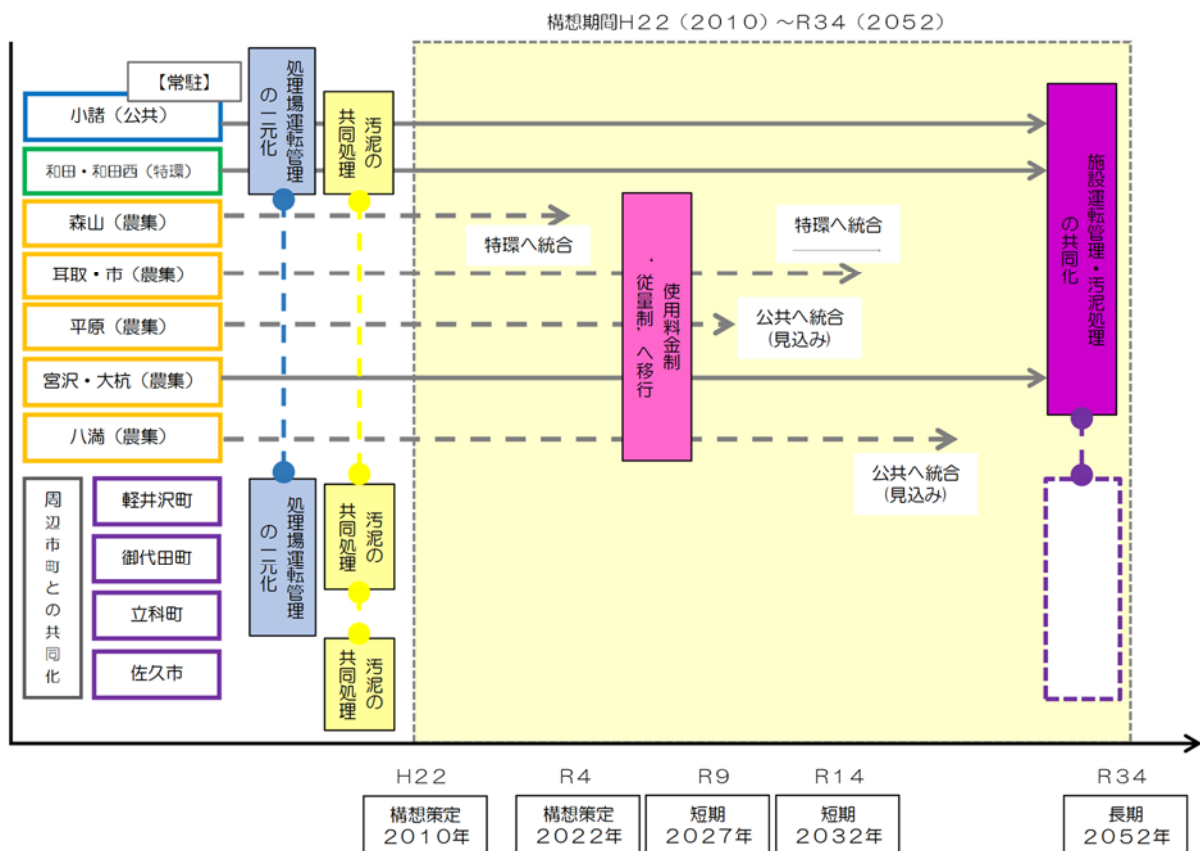 構想期間H22（2010）～R34（2052）
【常駐】
小諸（公共）
和田・和田西（特環）
森山（農集）
耳取・市（農集）
平原（農集）
宮沢・大杭（農集）
八満（農集）
周辺市町との共同化
軽井沢町
御代田町
立科町
佐久市
処理場運転管理
の一元化
汚泥の
共同処理
処理場運転管理
の一元化
汚泥の
共同処理
汚泥の
共同処理
特環へ統合
使用料金制
、従量制、へ移行
特環へ統合
公共へ統合
(見込み)
公共へ統合
(見込み)
施設運転管理・汚泥処理
の共同化
H22
構想策定
2010年
R4
構想策定
2022年
R9
短期
2027年
R14
短期
2032年
R34
長期
2052年